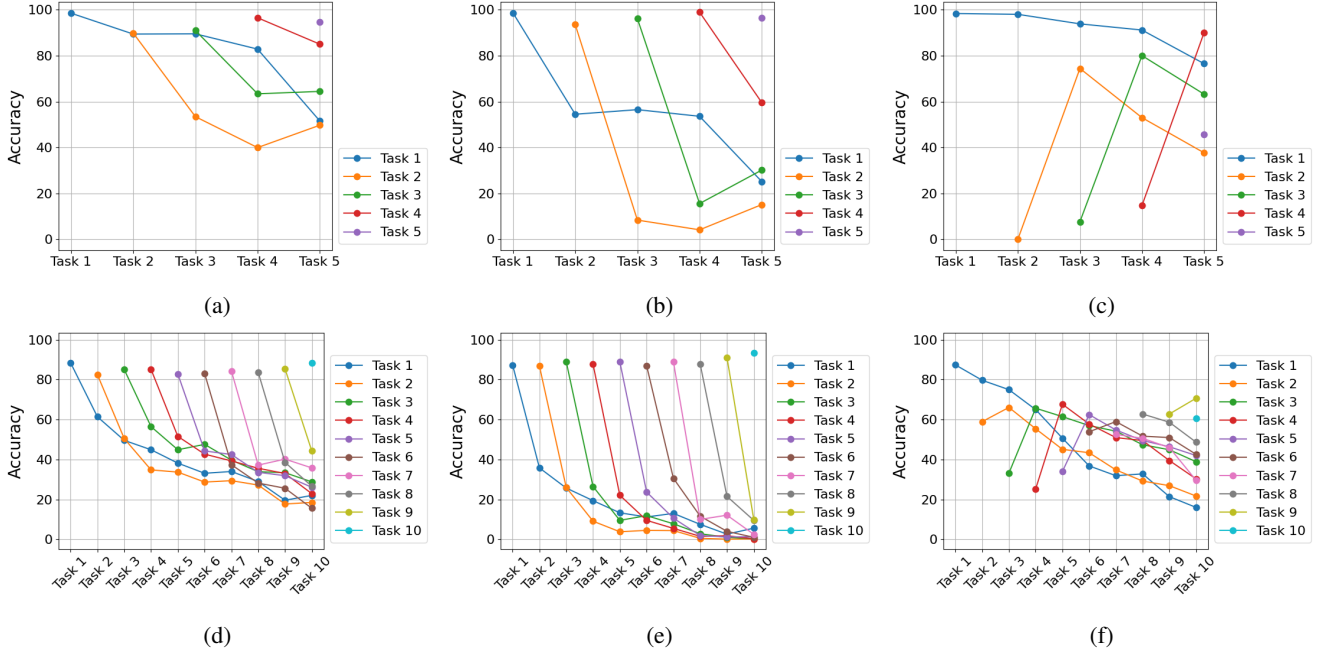 100
80
60
40
20
0
Accuracy
Task 1
Task 2
Task 3
Task 4
Task 5
Task 1
Task 2
Task 3
Task 4
Task 5
(a)
100
80
60
40
20
0
Accuracy
Task 1
Task 2
Task 3
Task 4
Task 5
Task 1
Task 2
Task 3
Task 4
Task 5
(b)
100
80
60
40
20
0
Accuracy
Task 1
Task 2
Task 3
Task 4
Task 5
Task 1
Task 2
Task 3
Task 4
Task 5
(c)
100
80
60
40
20
0
Accuracy
Task 1
Task 2
Task 3
Task 4
Task 5
Task 6
Task 7
Task 8
Task 9
Task 10
Task 1
Task 2
Task 3
Task 4
Task 5
Task 6
Task 7
Task 8
Task 9
Task 10
(d)
100
80
60
40
20
0
Accuracy
Task 1
Task 2
Task 3
Task 4
Task 5
Task 6
Task 7
Task 8
Task 9
Task 10
Task 1
Task 2
Task 3
Task 4
Task 5
Task 6
Task 7
Task 8
Task 9
Task 10
(e)
100
80
60
40
20
0
Accuracy
Task 1
Task 2
Task 3
Task 4
Task 5
Task 6
Task 7
Task 8
Task 9
Task 10
Task 1
Task 2
Task 3
Task 4
Task 5
Task 6
Task 7
Task 8
Task 9
Task 10
(f)